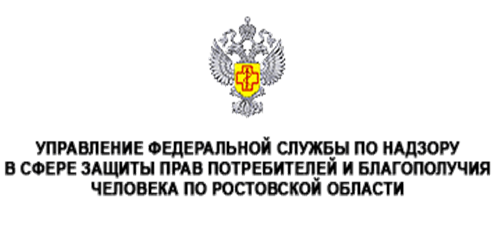 УПРАВЛЕНИЕ ФЕДЕРАЛЬНОЙ СЛУЖБЫ ПО НАДЗОРУ
В СФЕРЕ ЗАЩИТЫ ПРАВ ПОТРЕБИТЕЛЕЙ И БЛАГОПОЛУЧИЯ
ЧЕЛОВЕКА ПО РОСТОВСКОЙ ОБЛАСТИ